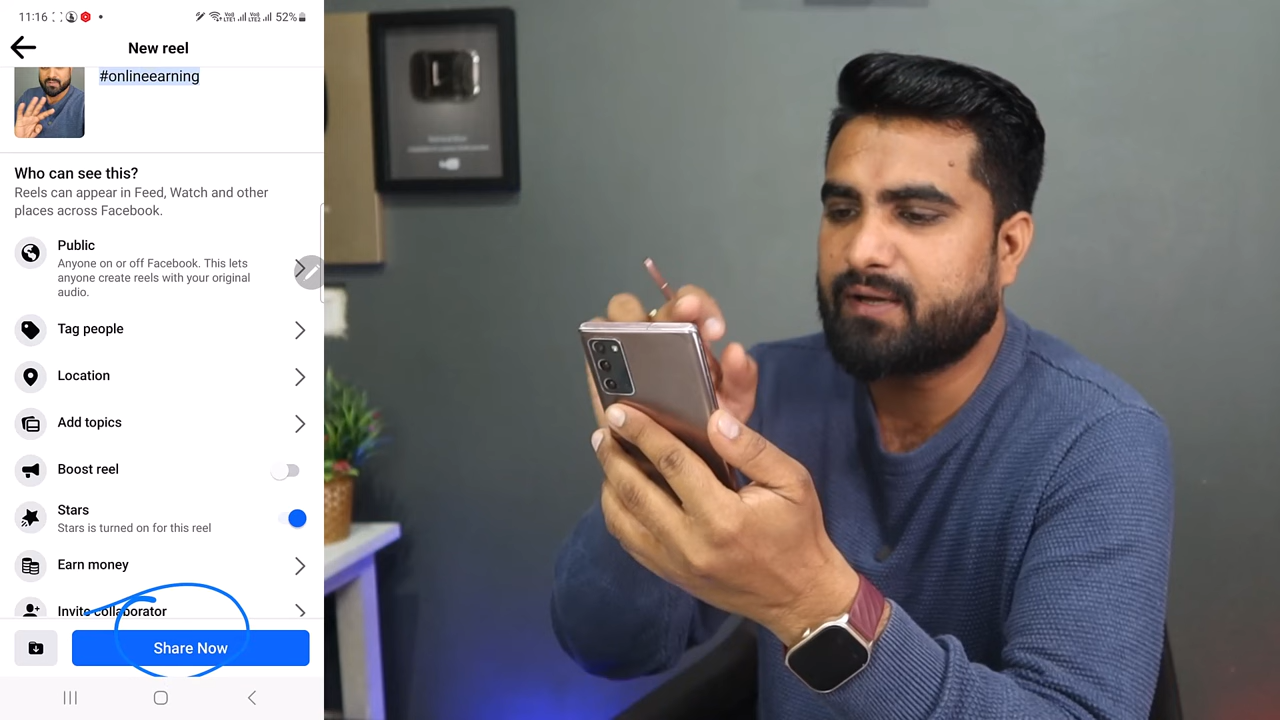 11:16
52%
New reel
#onlineearning
Who can see this?
Reels can appear in Feed, Watch and other
places across Facebook.
Public
Anyone on or off Facebook. This lets
anyone create reels with your original
audio.
Tag people
Location
Add topics
Boost reel
Stars
Stars is turned on for this reel
Earn money
Invite collaborator
Share Now